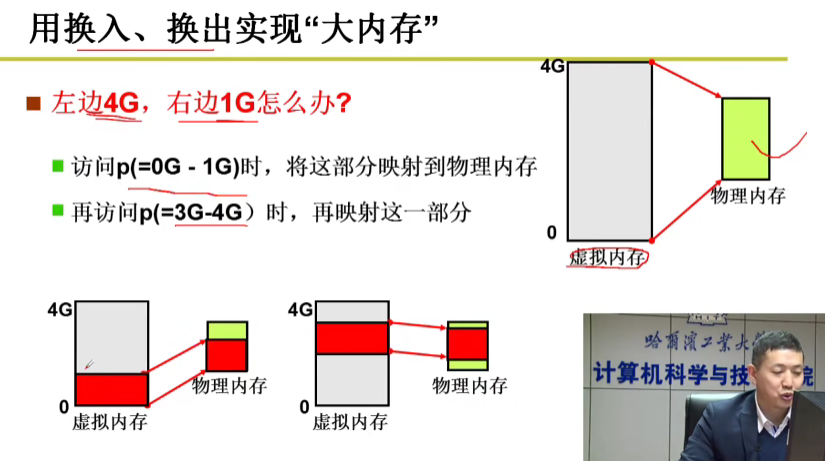 用换入、换出实现“大内存”
左边4G，右边1G怎么办?
访问p(=0G - 1G)时，将这部分映射到物理内存
再访问p(=3G-4G）时，再映射这一部分
4G
0
虚拟内存
物理内存
4G
0
虚拟内存
物理内存
4G
0
虚拟内存
物理内存
哈尔滨工业大
计算机科学与技
院